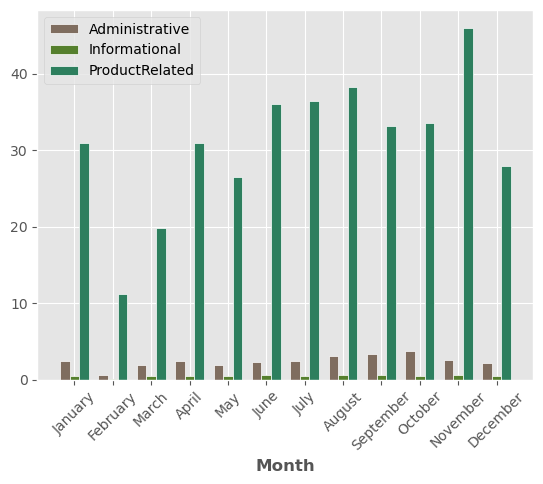 Administrative
Informational
ProductRelated
40
30
20
10
0
January
February
March
April
May
June
July
August
September
October
November
December
Month